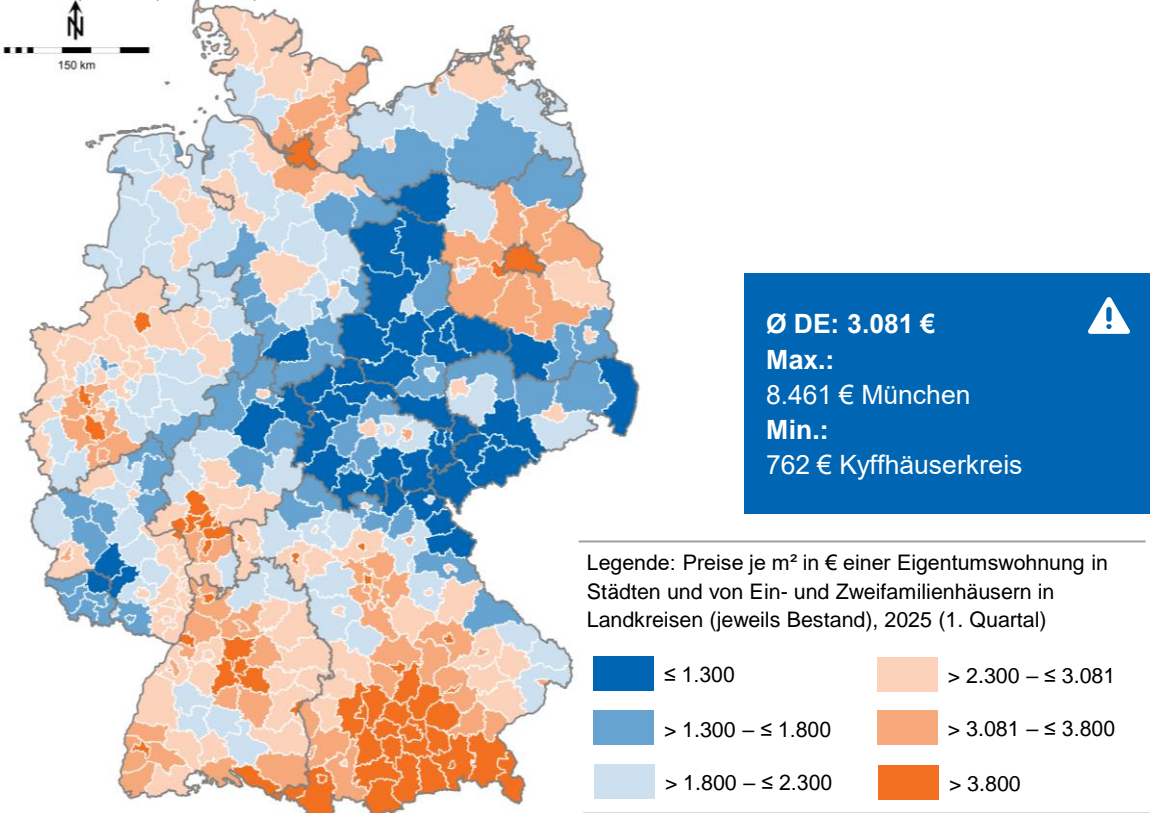 N
150 km
Ø DE: 3.081 €
Max.:
8.461 € München
Min.:
762 € Kyffhäuserkreis
Legende: Preise je m² in € einer Eigentumswohnung in
Städten und von Ein- und Zweifamilienhäusern in
Landkreisen (jeweils Bestand), 2025 (1. Quartal)
≤ 1.300
> 2.300 – ≤ 3.081
> 1.300 – ≤ 1.800
> 3.081 – ≤ 3.800
> 1.800 – ≤ 2.300
> 3.800